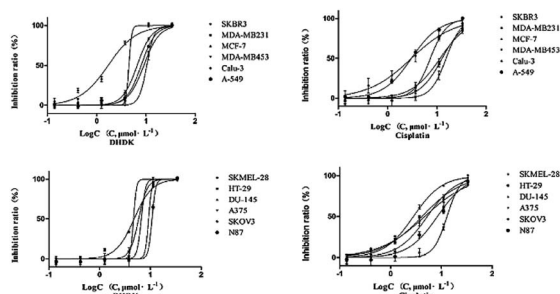 Inhibition ratio (%)
100
50
0
-1
0
1
2
LogC (C, μmol· L⁻¹)
DHDK
SKBR3
MDA-MB231
MCF-7
MDA-MB453
Calu-3
A-549
Inhibition ratio (%)
100
50
0
-1
0
1
2
LogC (C, μmol· L⁻¹)
Cisplatin
SKBR3
MDA-MB231
MCF-7
MDA-MB453
Calu-3
A-549
Inhibition ratio (%)
100
50
0
-1
0
1
2
LogC (C, μmol· L⁻¹)
DHDK
SKMEL-28
HT-29
DU-145
A375
SKOV3
N87
Inhibition ratio (%)
100
50
0
-1
0
1
2
LogC (C, μmol· L⁻¹)
Cisplatin
SKMEL-28
HT-29
DU-145
A375
SKOV3
N87